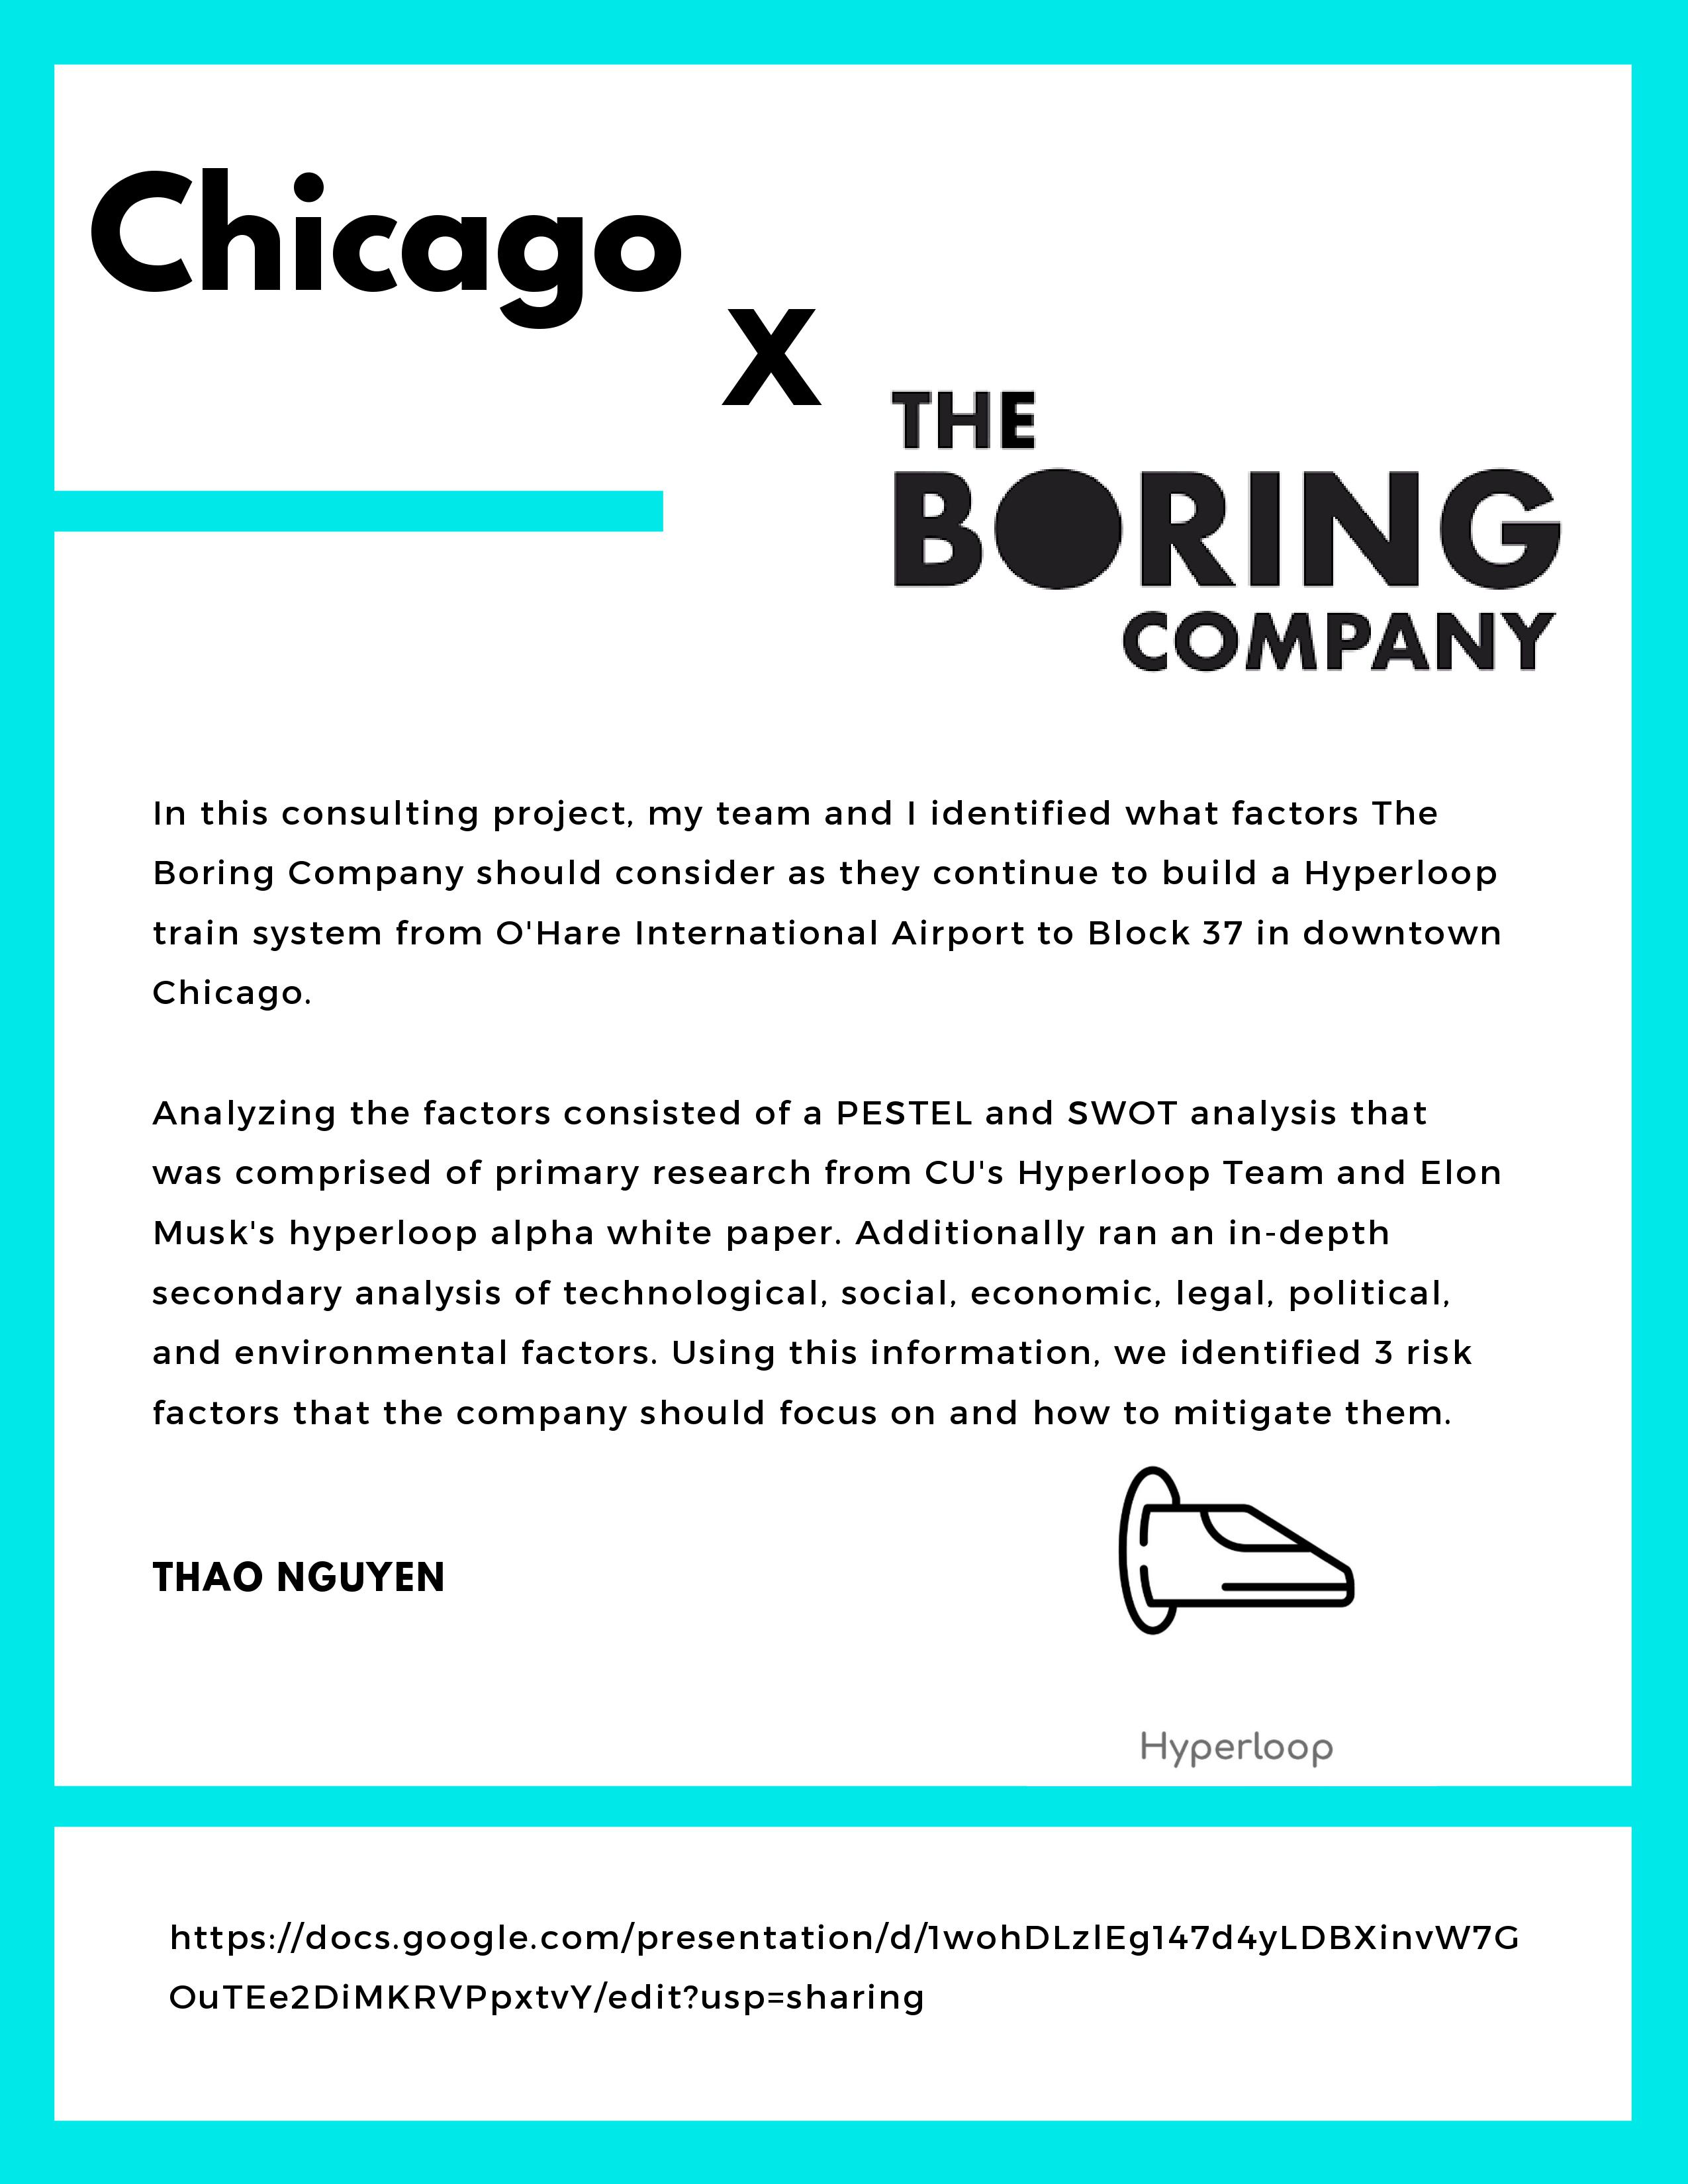 Chicago
X
THE
BORING
COMPANY
In this consulting project, my team and I identified what factors The
Boring Company should consider as they continue to build a Hyperloop
train system from O'Hare International Airport to Block 37 in downtown
Chicago.
Analyzing the factors consisted of a PESTEL and SWOT analysis that
was comprised of primary research from CU's Hyperloop Team and Elon
Musk's hyperloop alpha white paper. Additionally ran an in-depth
secondary analysis of technological, social, economic, legal, political,
and environmental factors. Using this information, we identified 3 risk
factors that the company should focus on and how to mitigate them.
THAO NGUYEN
Hyperloop
https://docs.google.com/presentation/d/1wohDLzlEg147d4yLDBXinvW7G
OuTEe2DiMKRVPpxtvY/edit?usp=sharing